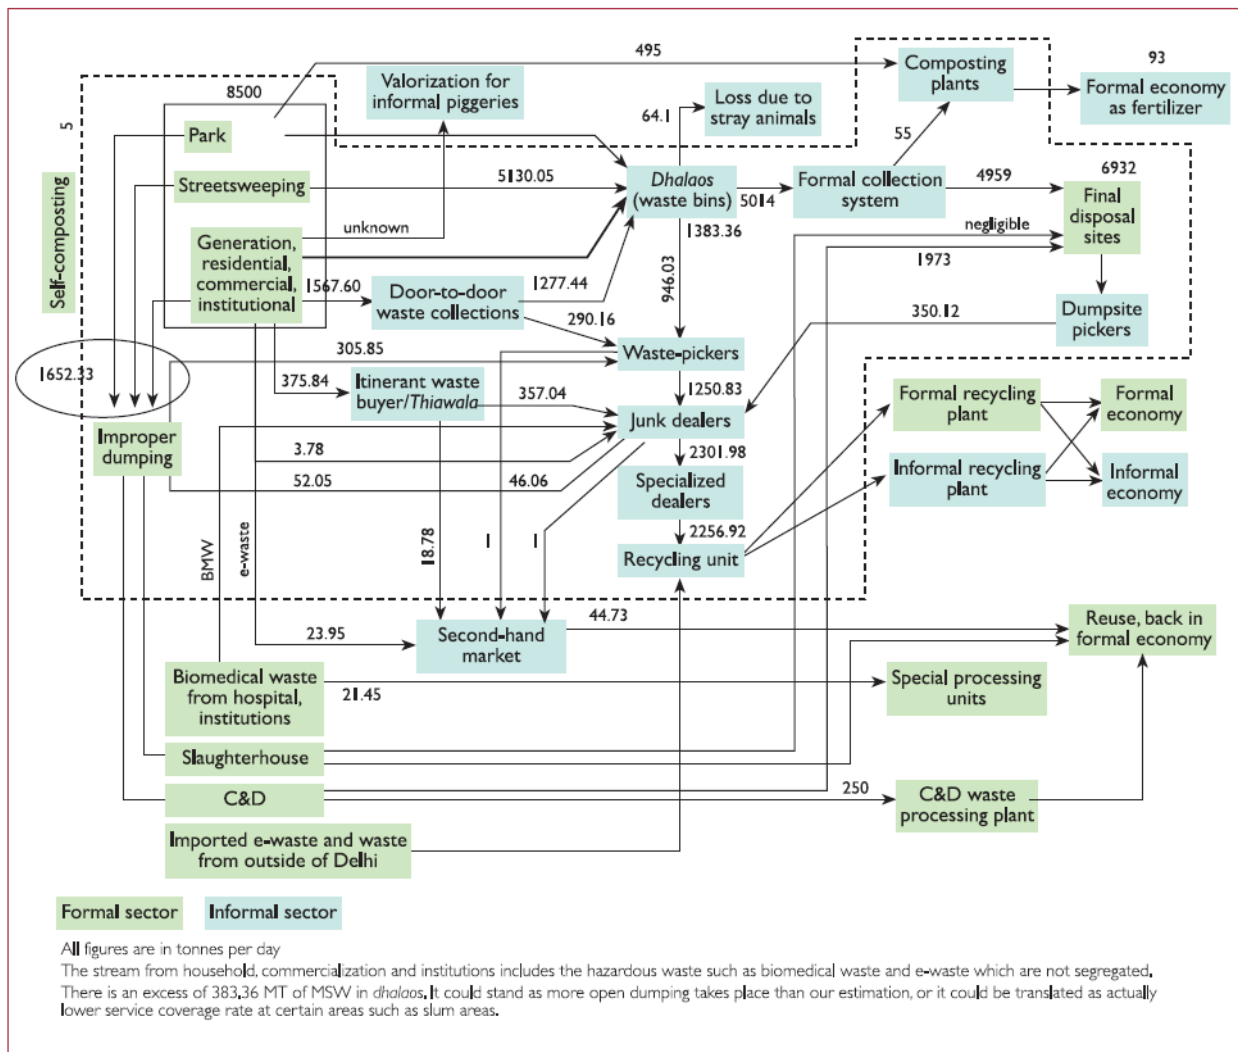 495
93
Composting
plants
Formal economy
as fertilizer
Valorization for
informal piggeries
Loss due to
stray animals
8500
64.1
55
5
Park
Streetsweeping
5130.05
Dhalaos
(waste bins)
5014
Formal collection
system
4959
6932
Final
disposal
sites
Self-composting
unknown
Generation,
residential,
commercial,
institutional
1383.36
negligible
1973
1567.60
Door-to-door
waste collections
1277.44
290.16
946.03
350.12
Dumpsite
pickers
1652.33
305.85
Waste-pickers
375.84
Itinerant waste
buyer/Thiawala
357.04
1250.83
Junk dealers
Formal recycling
plant
Formal
economy
Improper
dumping
3.78
2301.98
52.05
46.06
Specialized
dealers
Informal recycling
plant
Informal
economy
BMW
e-waste
18.78
1
1
2256.92
Recycling unit
23.95
Second-hand
market
44.73
Reuse, back in
formal economy
Biomedical waste
from hospital,
institutions
21.45
Special processing
units
Slaughterhouse
C&D
250
C&D waste
processing plant
Imported e-waste and waste
from outside of Delhi
Formal sector
Informal sector
All figures are in tonnes per day
The stream from household, commercialization and institutions includes the hazardous waste such as biomedical waste and e-waste which are not segregated.
There is an excess of 383.36 MT of MSW in dhalaos. It could stand as more open dumping takes place than our estimation, or it could be translated as actually
lower service coverage rate at certain areas such as slum areas.